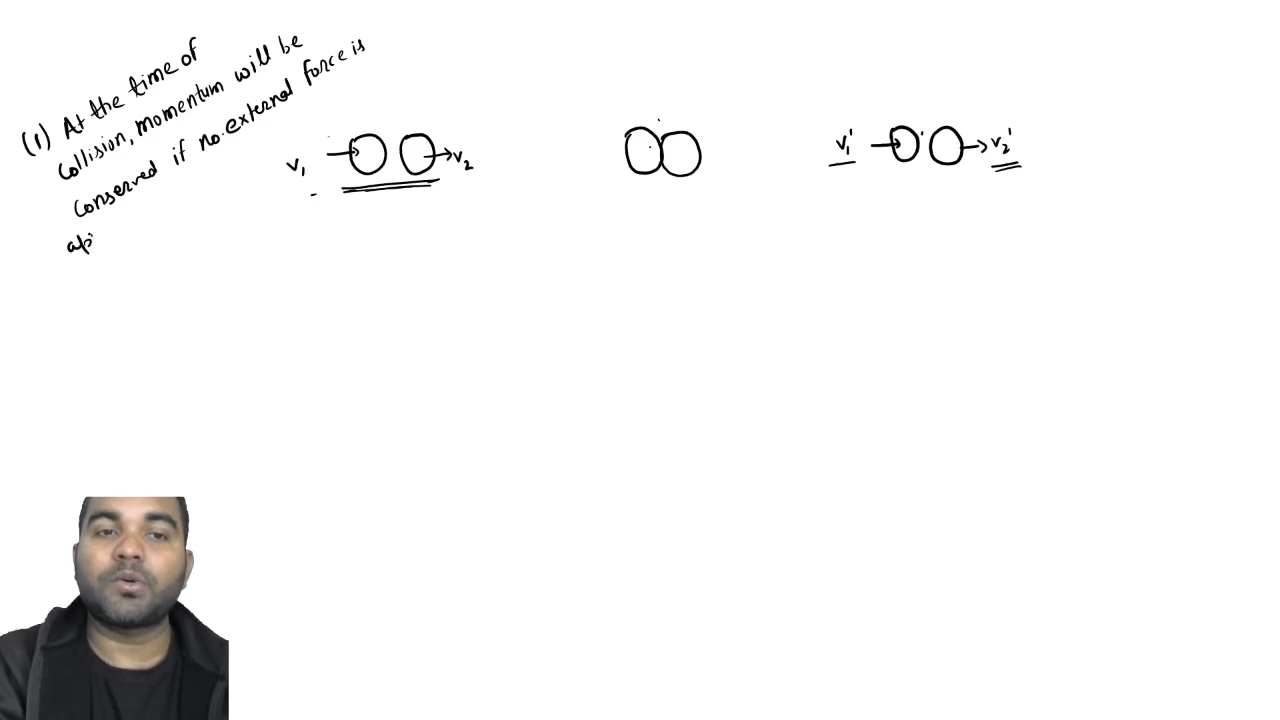 (1) At the time of
Collision, momentum will be
conserved if no external force is
api
v₁
v₂
v₁'
v₂'